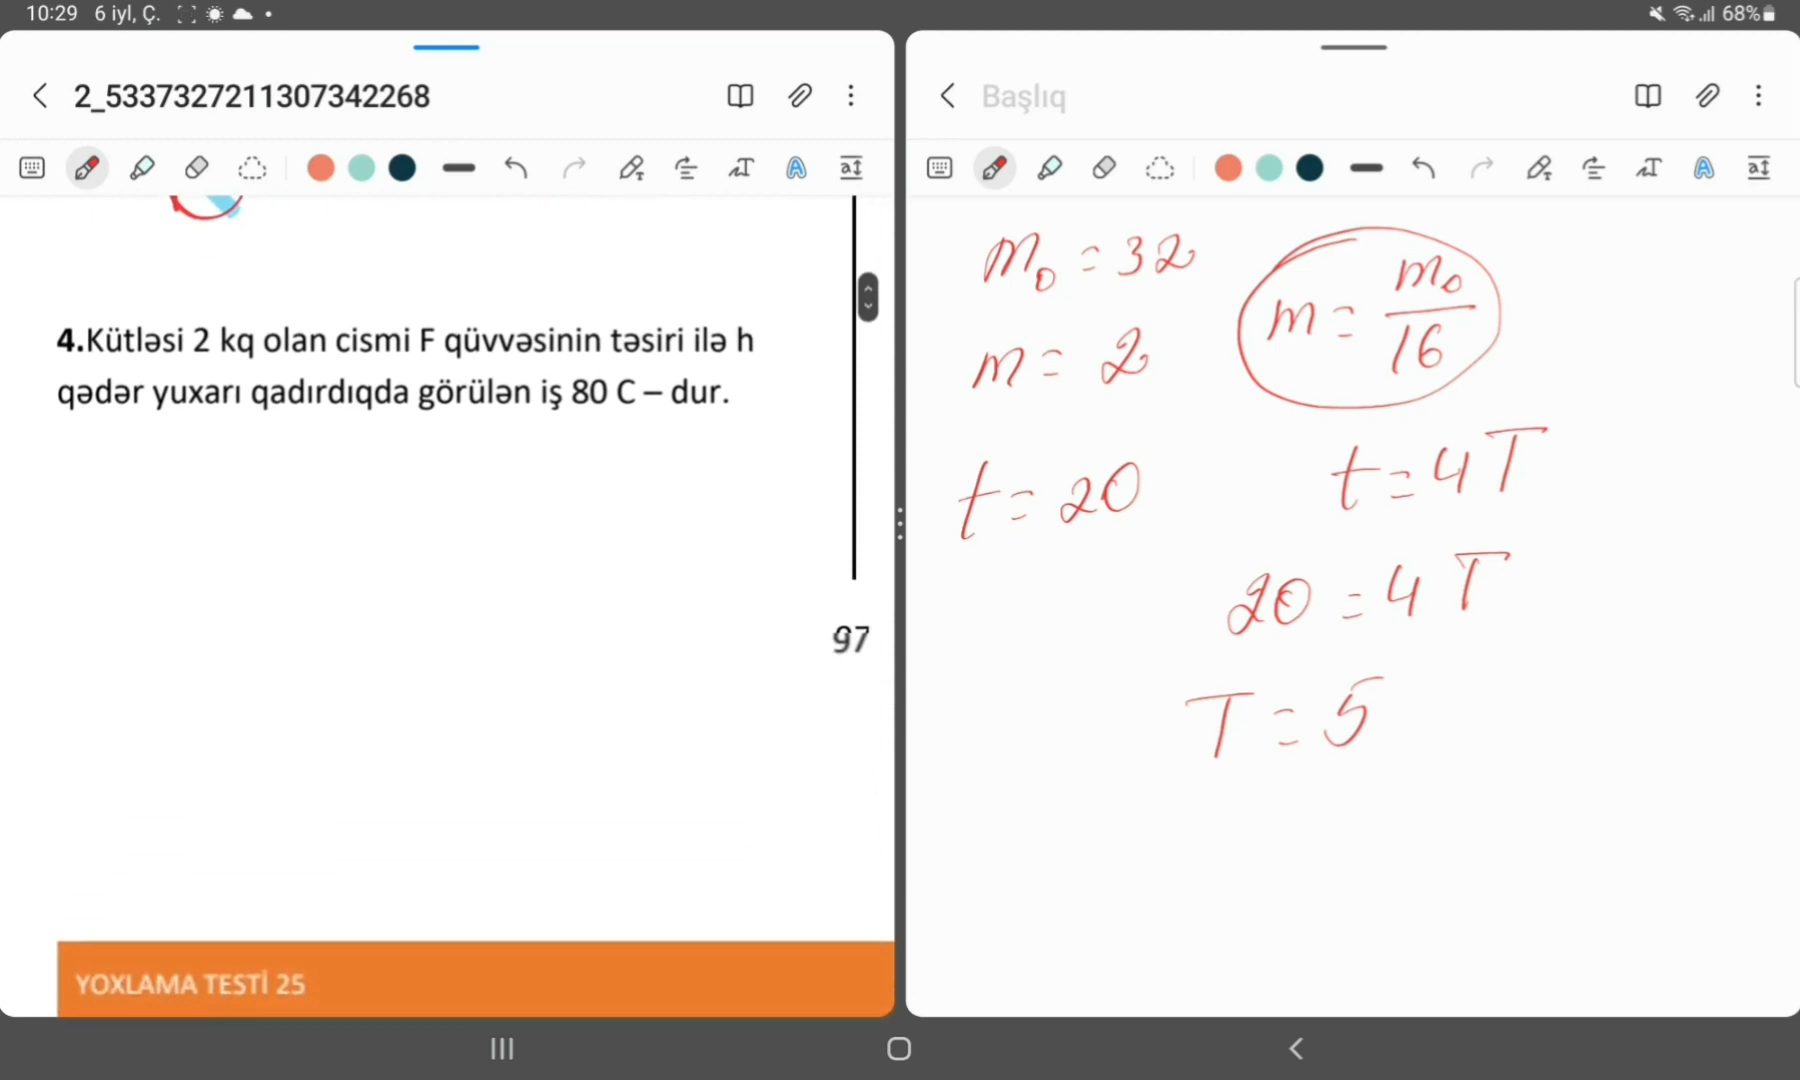 10:29 6 iyl, Ç.
68%
2_5337327211307342268
4.Kütləsi 2 kq olan cismi F qüvvəsinin təsiri ilə h
qədər yuxarı qadırdıqda görülən iş 80 C – dur.
97
YOXLAMA TESTİ 25
Başlıq
m₀ = 32
m = m₀/16
m = 2
t = 20
t = 4T
20 = 4T
T = 5